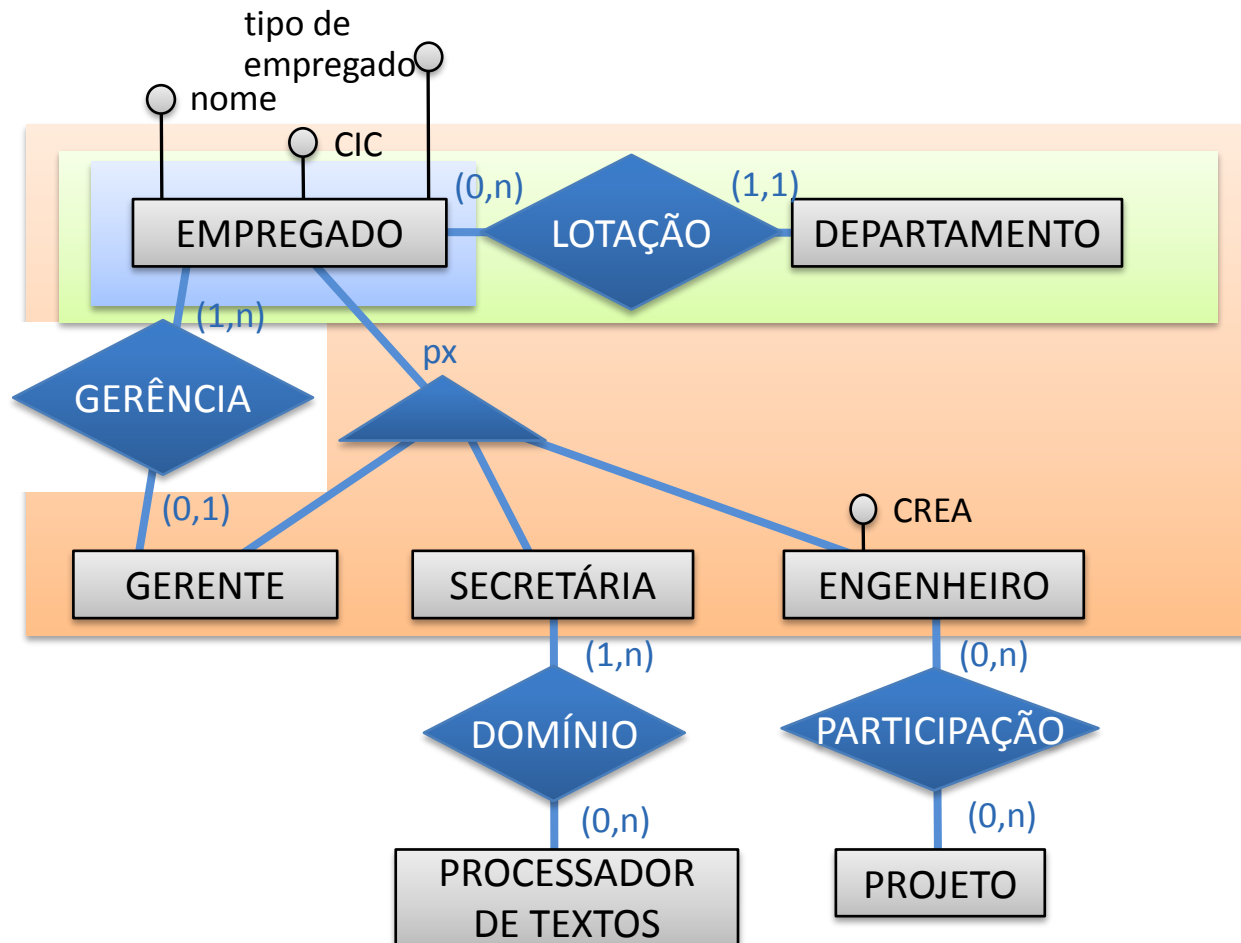 tipo de
empregado
nome
CIC
(0,n)
(1,1)
EMPREGADO
LOTAÇÃO
DEPARTAMENTO
(1,n)
px
GERÊNCIA
(0,1)
CREA
GERENTE
SECRETÁRIA
ENGENHEIRO
(1,n)
(0,n)
DOMÍNIO
PARTICIPAÇÃO
(0,n)
(0,n)
PROCESSADOR
DE TEXTOS
PROJETO